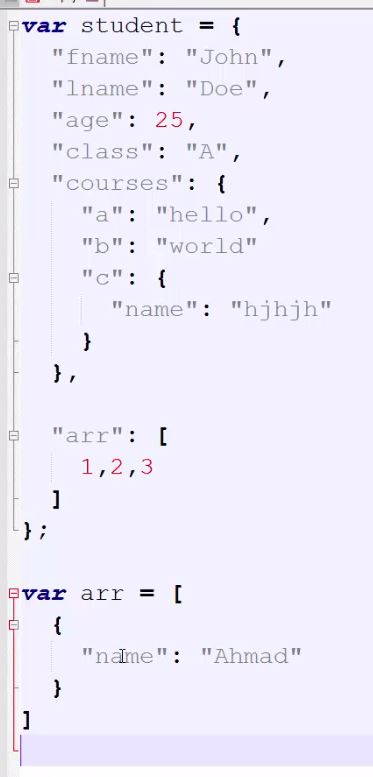 var student = {
"fname": "John",
"lname": "Doe",
"age": 25,
"class": "A",
"courses": {
"a": "hello",
"b": "world"
"c": {
"name": "hjhjh"
}
},
"arr": [
1,2,3
]
};
var arr = [
{
"name": "Ahmad"
}
]